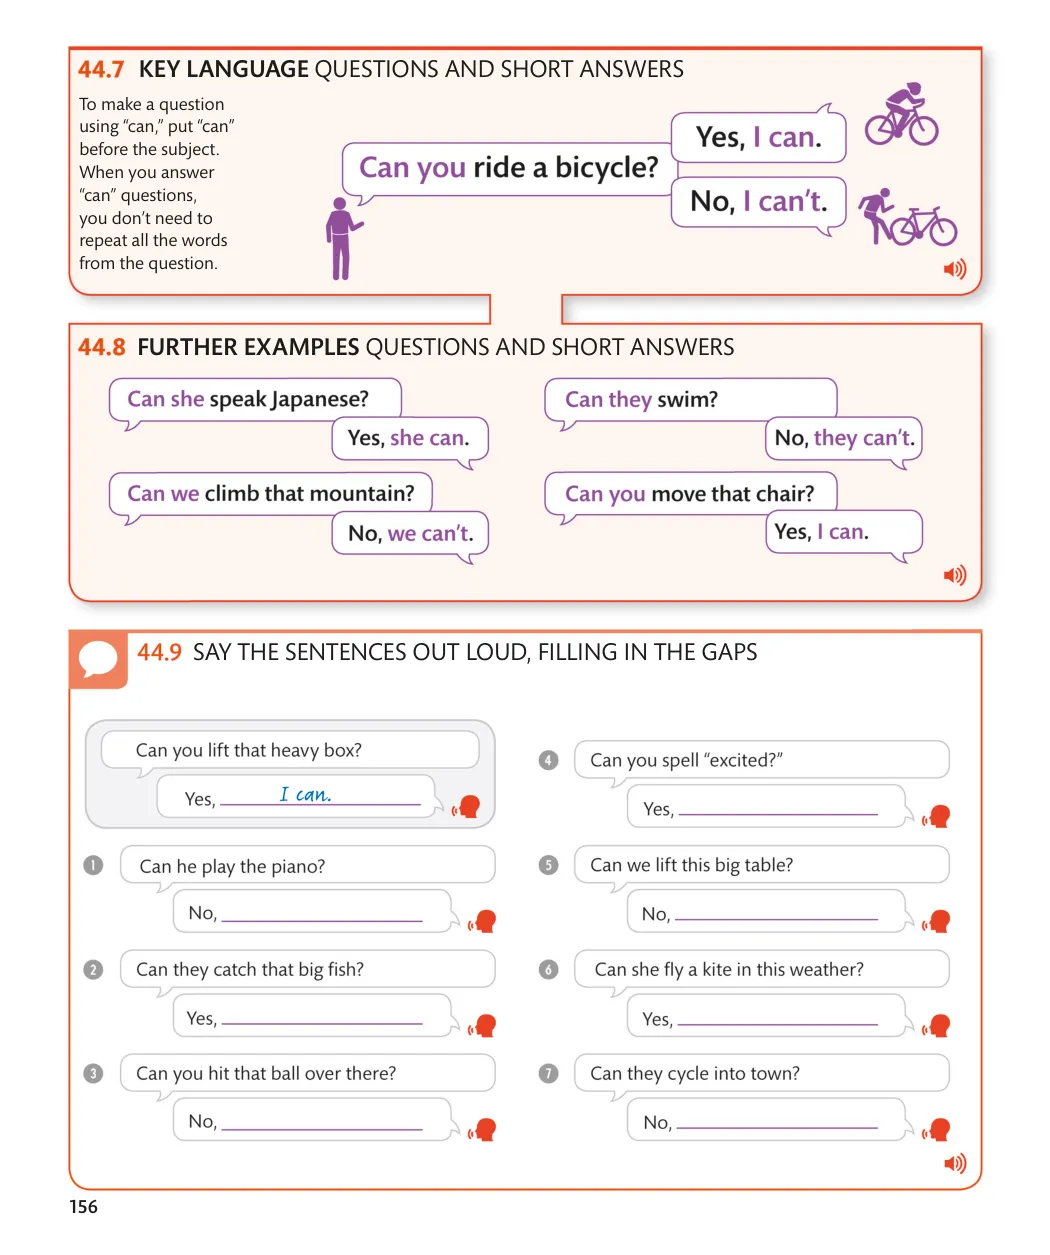 44.7 KEY LANGUAGE QUESTIONS AND SHORT ANSWERS
To make a question
using “can,” put “can”
before the subject.
When you answer
“can” questions,
you don’t need to
repeat all the words
from the question.
Can you ride a bicycle?
Yes, I can.
No, I can’t.
44.8 FURTHER EXAMPLES QUESTIONS AND SHORT ANSWERS
Can she speak Japanese?
Yes, she can.
Can they swim?
No, they can’t.
Can we climb that mountain?
No, we can’t.
Can you move that chair?
Yes, I can.
44.9 SAY THE SENTENCES OUT LOUD, FILLING IN THE GAPS
Can you lift that heavy box?
Yes, I can.
1 Can he play the piano?
No,
2 Can they catch that big fish?
Yes,
3 Can you hit that ball over there?
No,
4 Can you spell “excited?”
Yes,
5 Can we lift this big table?
No,
6 Can she fly a kite in this weather?
Yes,
7 Can they cycle into town?
No,
156